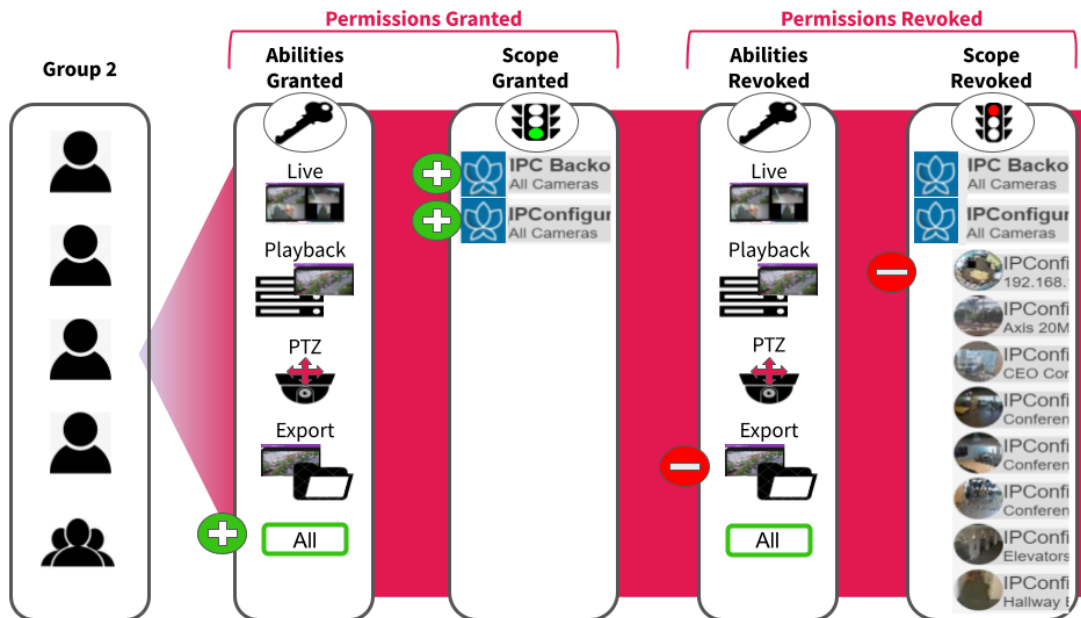 Permissions Granted
Permissions Revoked
Group 2
Abilities
Granted
Scope
Granted
Abilities
Revoked
Scope
Revoked
Live
Playback
PTZ
Export
All
IPC Backo
All Cameras
IPConfigur
All Cameras
Live
Playback
PTZ
Export
All
IPC Backo
All Cameras
IPConfigur
All Cameras
IPConfi
192.168.
IPConfi
Axis 20M
IPConfi
CEO Cor
IPConfi
Conferen
IPConfi
Conferen
IPConfi
Conferen
IPConfi
Elevators
IPConfi
Hallway E